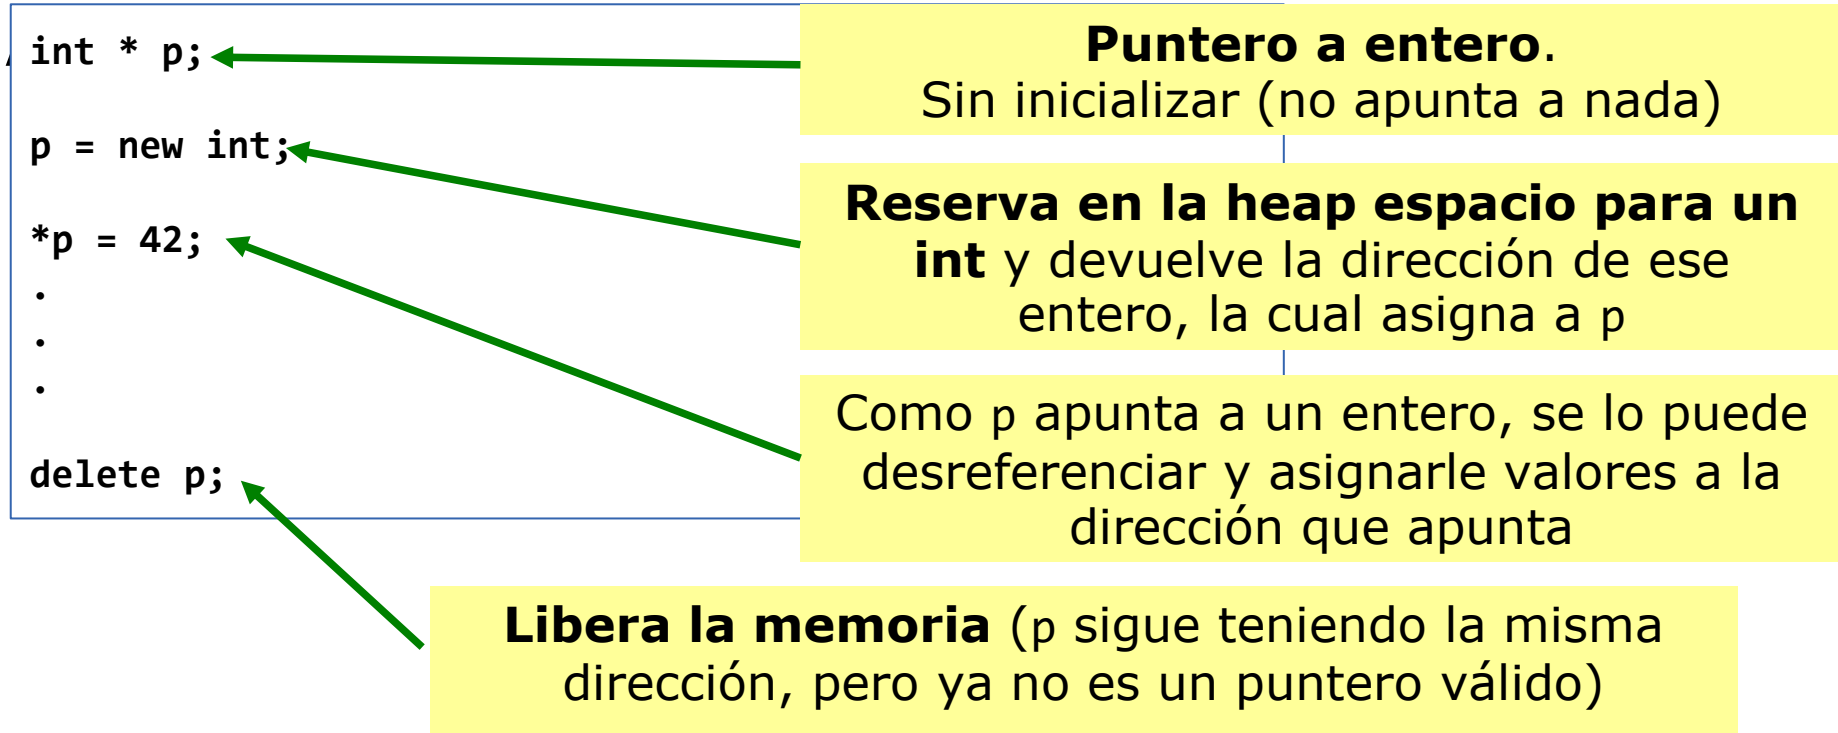 int * p;
Puntero a entero.
Sin inicializar (no apunta a nada)
p = new int;
Reserva en la heap espacio para un
int y devuelve la dirección de ese
entero, la cual asigna a p
*p = 42;
.
.
.
Como p apunta a un entero, se lo puede
desreferenciar y asignarle valores a la
dirección que apunta
delete p;
Libera la memoria (p sigue teniendo la misma
dirección, pero ya no es un puntero válido)